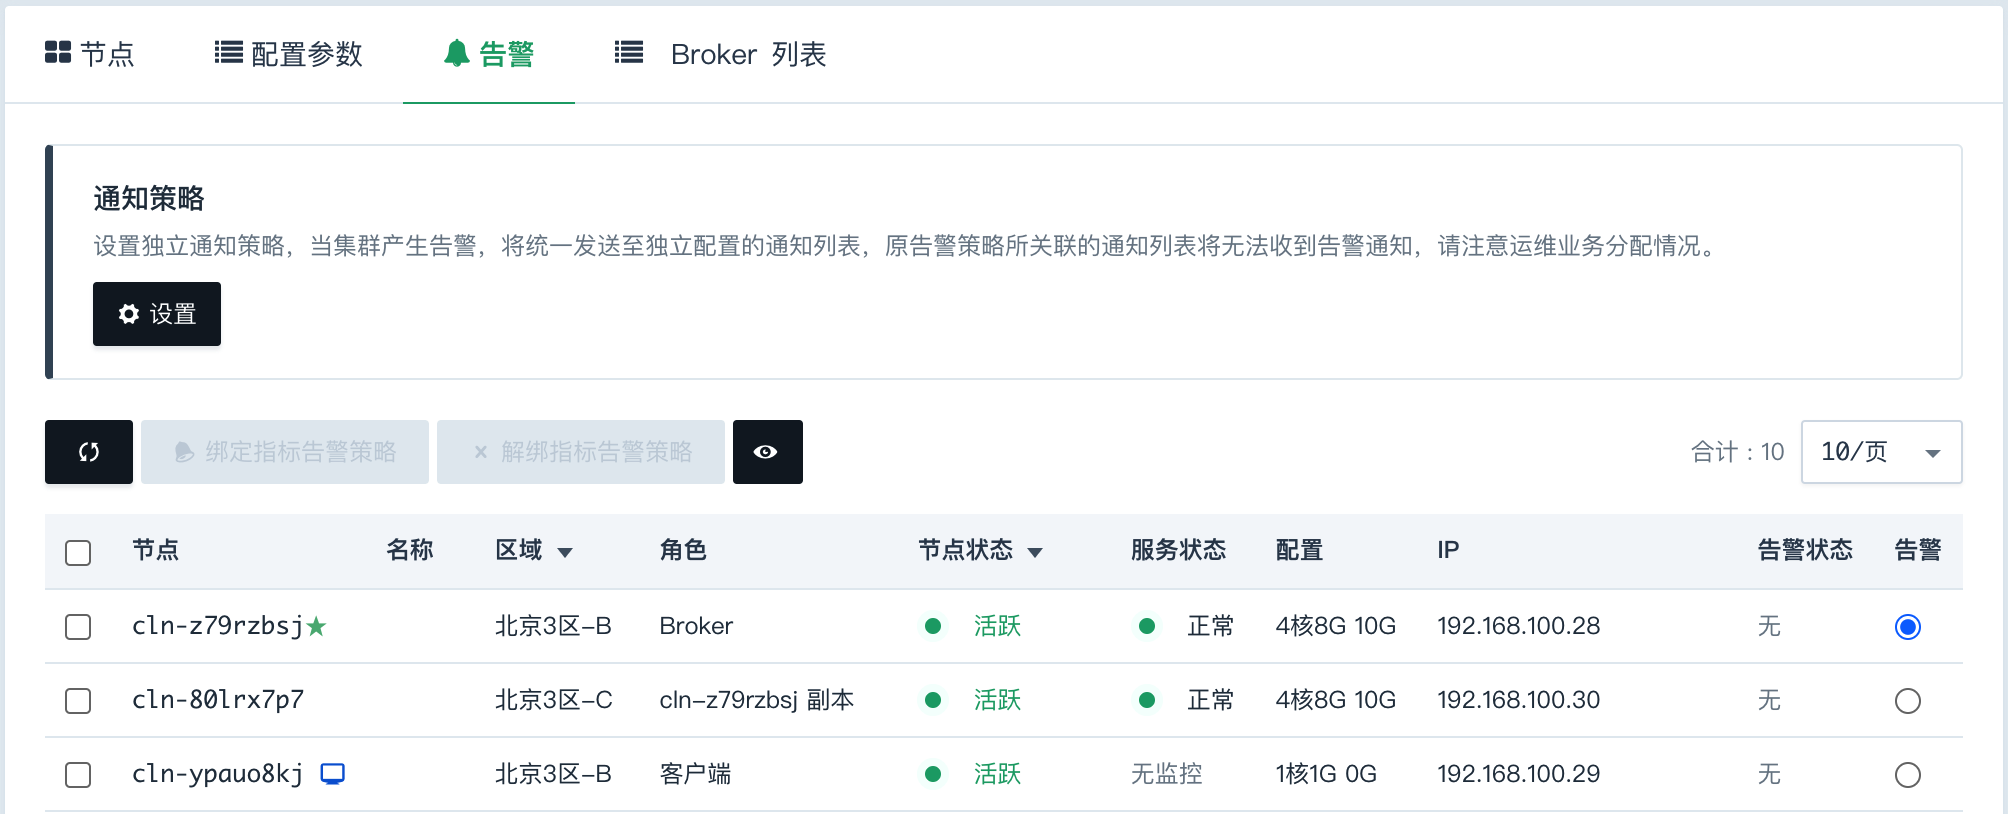 节点 配置参数 告警 Broker 列表
通知策略
设置独立通知策略，当集群产生告警，将统一发送至独立配置的通知列表，原告警策略所关联的通知列表将无法收到告警通知，请注意运维业务分配情况。
设置
绑定指标告警策略 × 解绑指标告警策略 合计：10 10/页
节点 名称 区域 角色 节点状态 服务状态 配置 IP 告警状态 告警
cln-z79rzbsj 北京3区-B Broker 活跃 正常 4核8G 10G 192.168.100.28 无
cln-80lrx7p7 北京3区-C cln-z79rzbsj 副本 活跃 正常 4核8G 10G 192.168.100.30 无
cln-ypauo8kj 北京3区-B 客户端 活跃 无监控 1核1G 0G 192.168.100.29 无